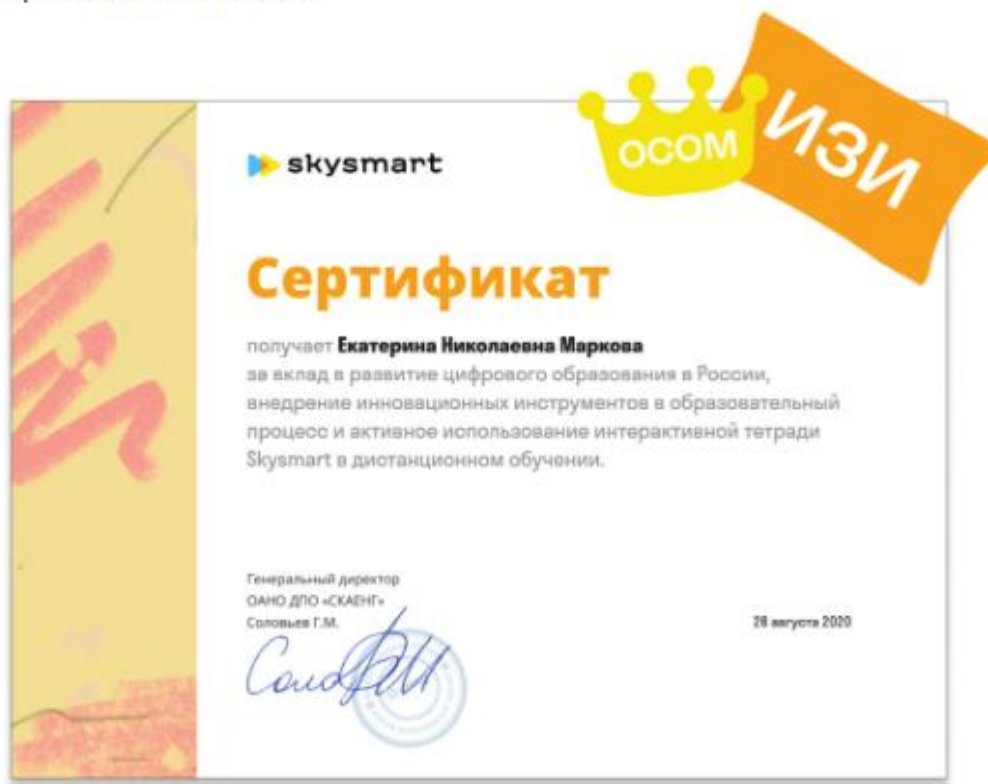 skysmart
ОСОМ
ИЗИ
Сертификат
получает Екатерина Николаевна Маркова
за вклад в развитие цифрового образования в России,
внедрение инновационных инструментов в образовательный
процесс и активное использование интерактивной тетради
Skysmart в дистанционном обучении.
Генеральный директор
ОАНО ДПО «СКАЕНГ»
Соловьев Г.М.
28 августа 2020